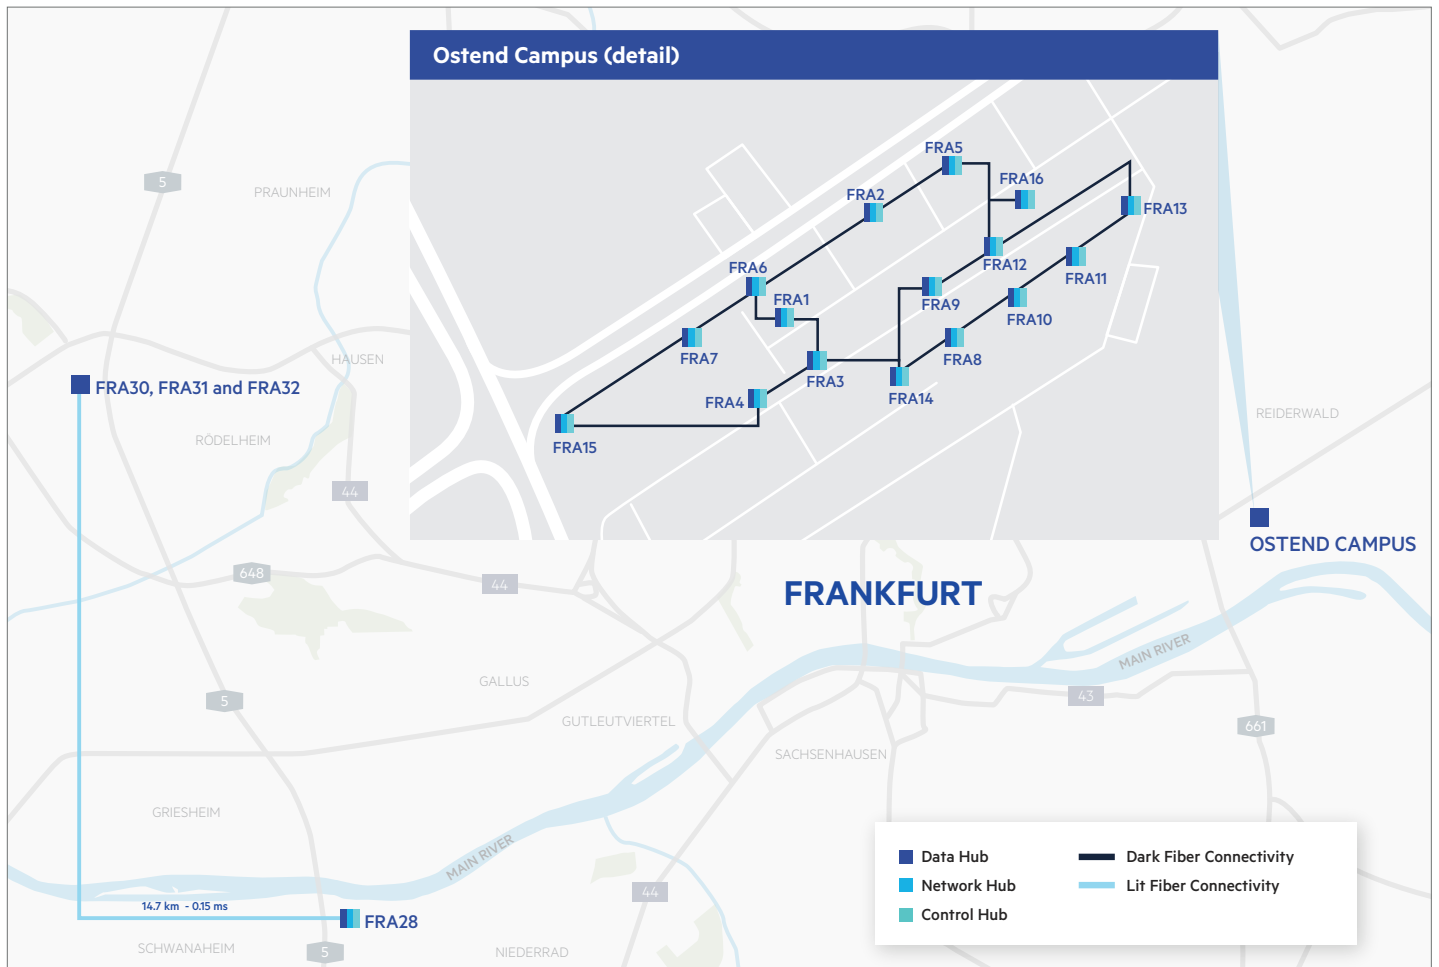 Ostend Campus (detail)
5
PRAUNHEIM
FRA5
FRA16
FRA2
FRA13
FRA6
FRA12
FRA11
FRA1
FRA9
FRA10
FRA7
FRA8
FRA3
FRA14
FRA4
FRA15
HAUSEN
FRA30, FRA31 and FRA32
REIDERWALD
RÖDELHEIM
44
OSTEND CAMPUS
648
44
FRANKFURT
MAIN RIVER
GALLUS
5
43
GUTLEUTVIERTEL
661
SACHSENHAUSEN
GRIESHEIM
MAIN RIVER
44
14.7 km - 0.15 ms
FRA28
SCHWANAHEIM
5
NIEDERRAD
Data Hub
Network Hub
Control Hub
Dark Fiber Connectivity
Lit Fiber Connectivity